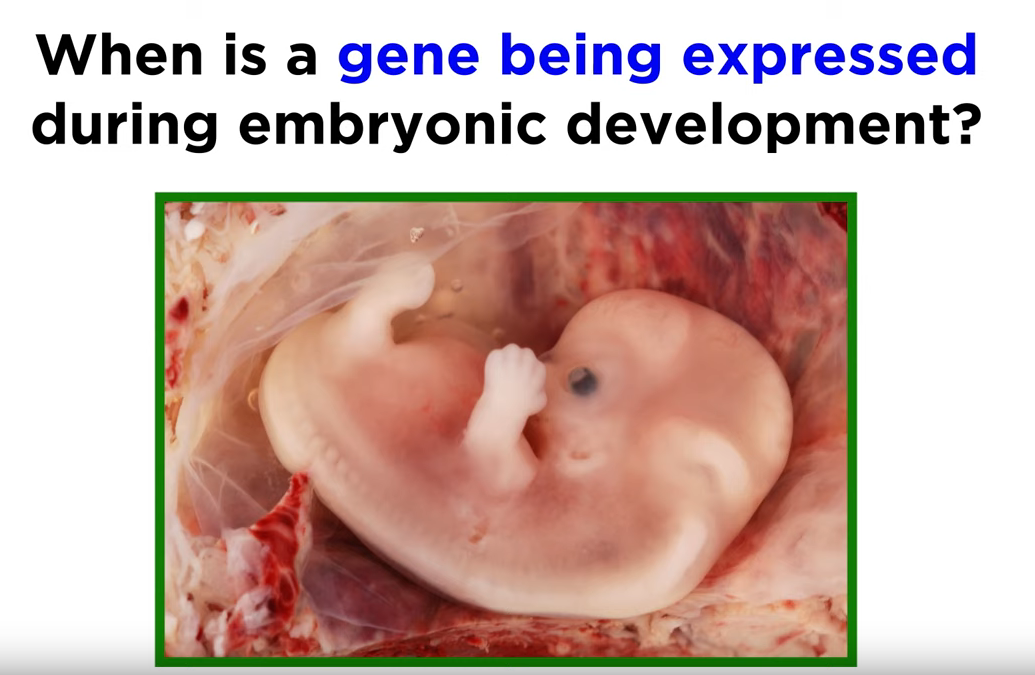 When is a gene being expressed
during embryonic development?